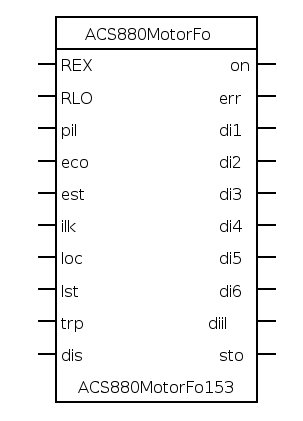 ACS880MotorFo
REX on
RLO err
pil di1
eco di2
est di3
ilk di4
loc di5
lst di6
trp diil
dis sto
ACS880MotorFo153